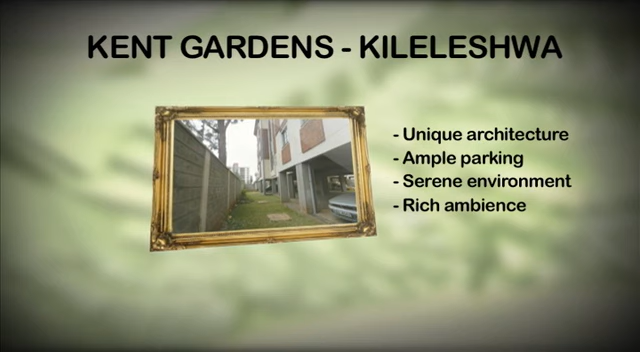 KENT GARDENS - KILELESHWA
- Unique architecture
- Ample parking
- Serene environment
- Rich ambience